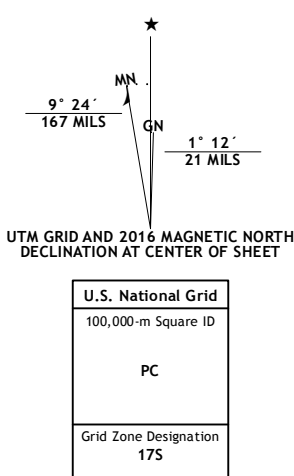 ★
MN
GN
9° 24´
167 MILS
1° 12´
21 MILS
UTM GRID AND 2016 MAGNETIC NORTH
DECLINATION AT CENTER OF SHEET
U.S. National Grid
100,000-m Square ID
PC
Grid Zone Designation
17S